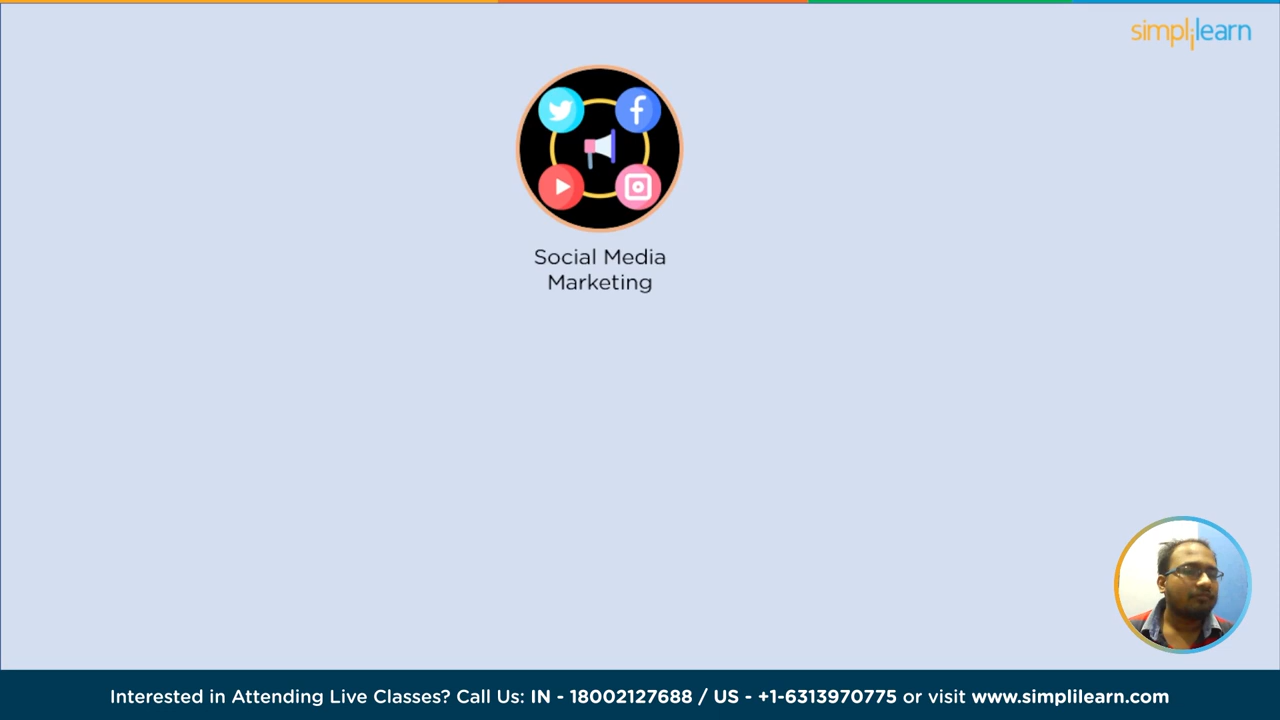 simplilearn
Social Media
Marketing
Interested in Attending Live Classes? Call Us: IN - 18002127688 / US - +1-6313970775 or visit www.simplilearn.com